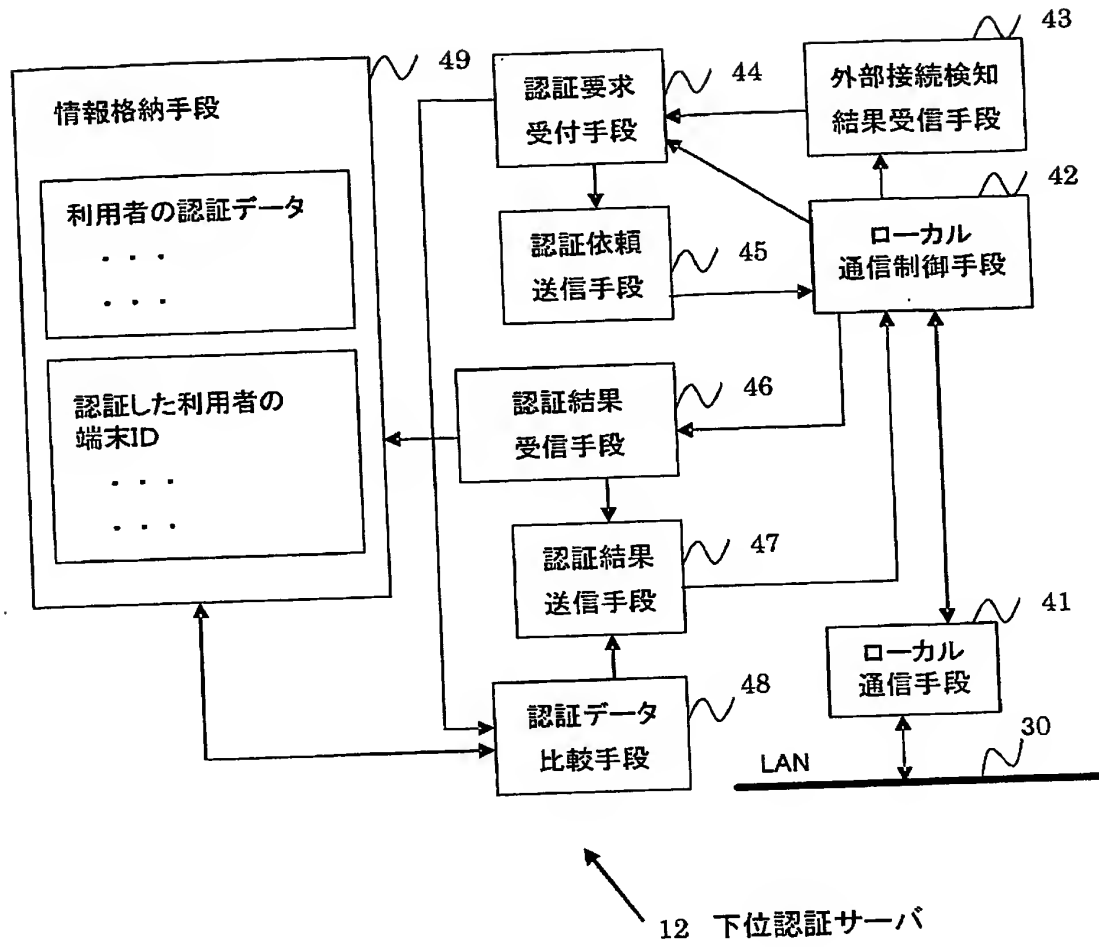 49
情報格納手段
利用者の認証データ
・・・
・・・
認証した利用者の
端末ID
・・・
・・・
44
認証要求
受付手段
43
外部接続検知
結果受信手段
42
ローカル
通信制御手段
45
認証依頼
送信手段
46
認証結果
受信手段
47
認証結果
送信手段
48
認証データ
比較手段
41
ローカル
通信手段
30
LAN
12 下位認証サーバ